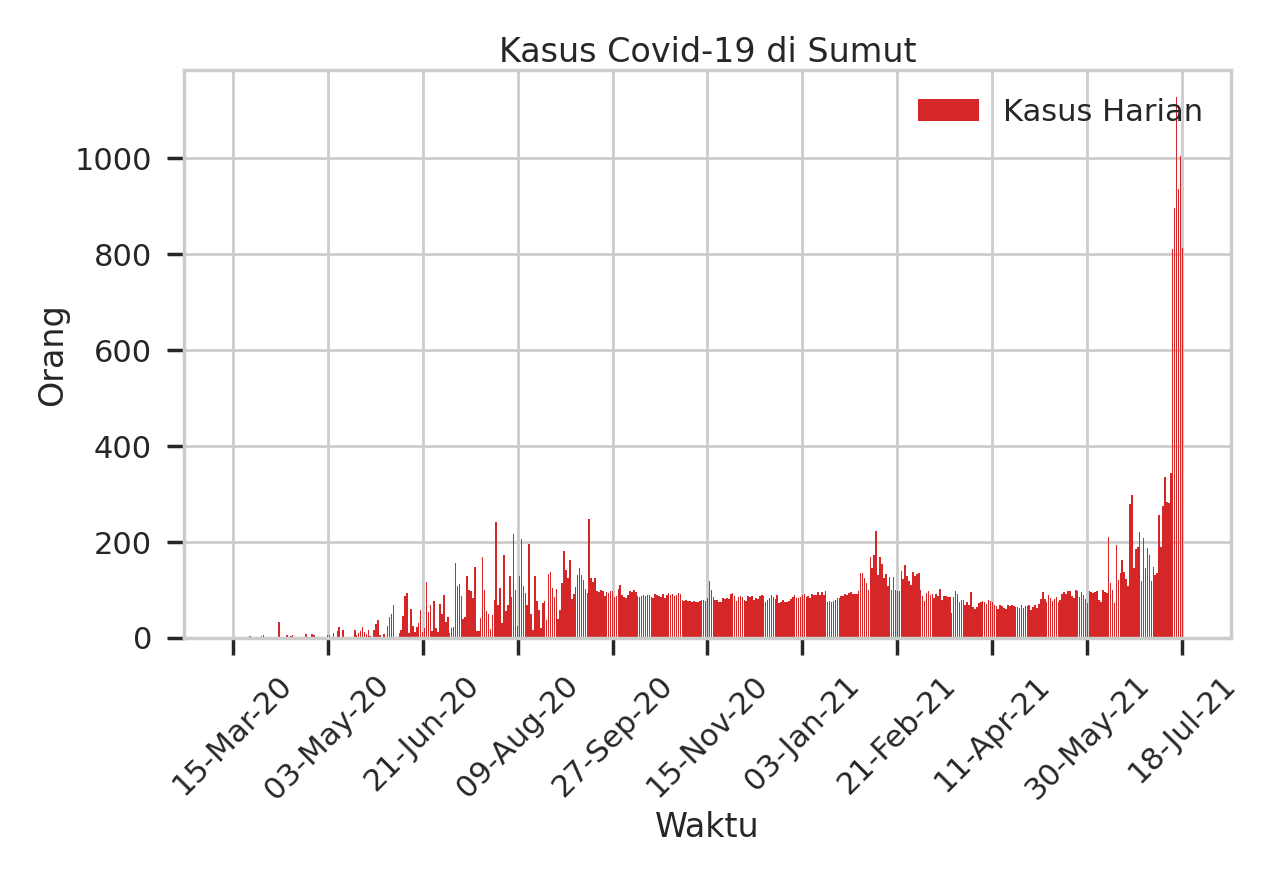 Kasus Covid-19 di Sumut
Kasus Harian
1000
800
600
400
200
0
Orang
15-Mar-20
03-May-20
21-Jun-20
09-Aug-20
27-Sep-20
15-Nov-20
03-Jan-21
21-Feb-21
11-Apr-21
30-May-21
18-Jul-21
Waktu